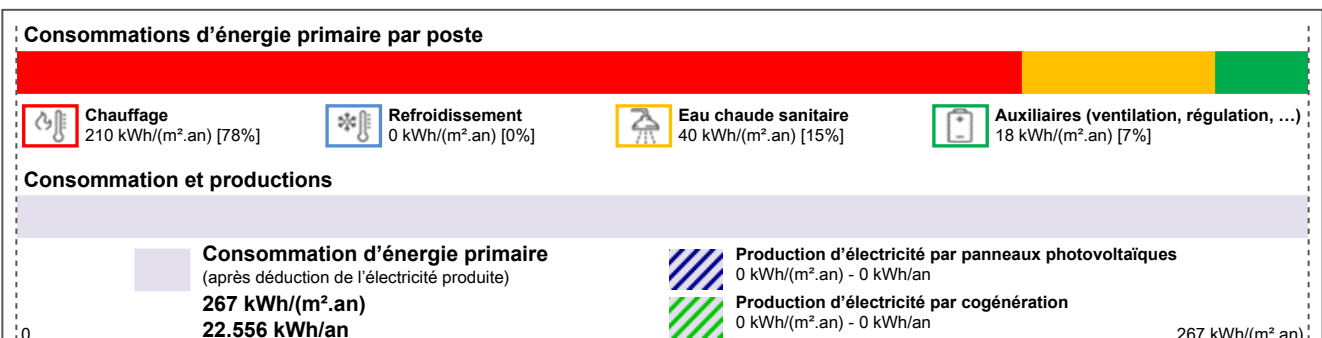 Consommations d’énergie primaire par poste
Chauffage
210 kWh/(m².an) [78%]
Refroidissement
0 kWh/(m².an) [0%]
Eau chaude sanitaire
40 kWh/(m².an) [15%]
Auxiliaires (ventilation, régulation, …)
18 kWh/(m².an) [7%]
Consommation et productions
Consommation d’énergie primaire
(après déduction de l’électricité produite)
267 kWh/(m².an)
22.556 kWh/an
Production d’électricité par panneaux photovoltaïques
0 kWh/(m².an) - 0 kWh/an
Production d’électricité par cogénération
0 kWh/(m².an) - 0 kWh/an
0
267 kWh/(m².an)